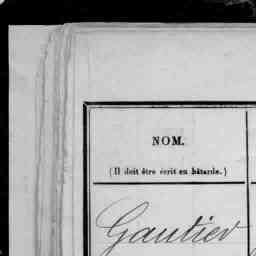 NOM.
(Il doit être écrit en bâtarde.)
Gautier